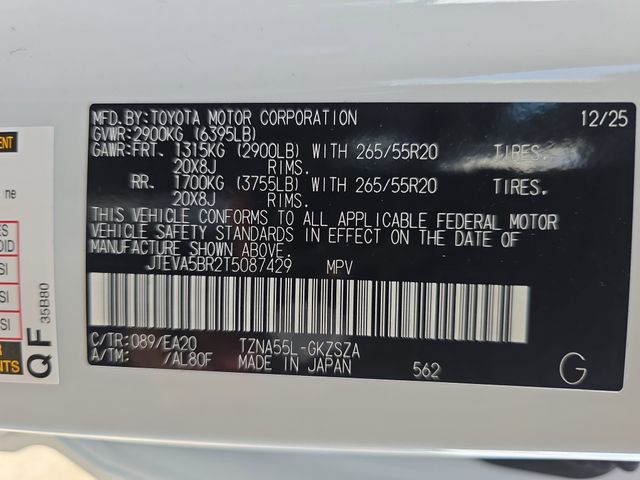 MFD.BY:TOYOTA MOTOR CORPORATION 12/25
GVWR:2900KG (6395LB)
GAWR:FRT. 1315KG (2900LB) WITH 265/55R20 TIRES.
20X8J RIMS.
RR. 1700KG (3755LB) WITH 265/55R20 TIRES.
20X8J RIMS.
THIS VEHICLE CONFORMS TO ALL APPLICABLE FEDERAL MOTOR
VEHICLE SAFETY STANDARDS IN EFFECT ON THE DATE OF
MANUFACTURE SHOWN ABOVE.
JTEVA5BR2T5087429 MPV
C/TR:089/EA20 TZNA55L-GKZSZA
A/TM: /AL80F MADE IN JAPAN 562 G
QF 35B80